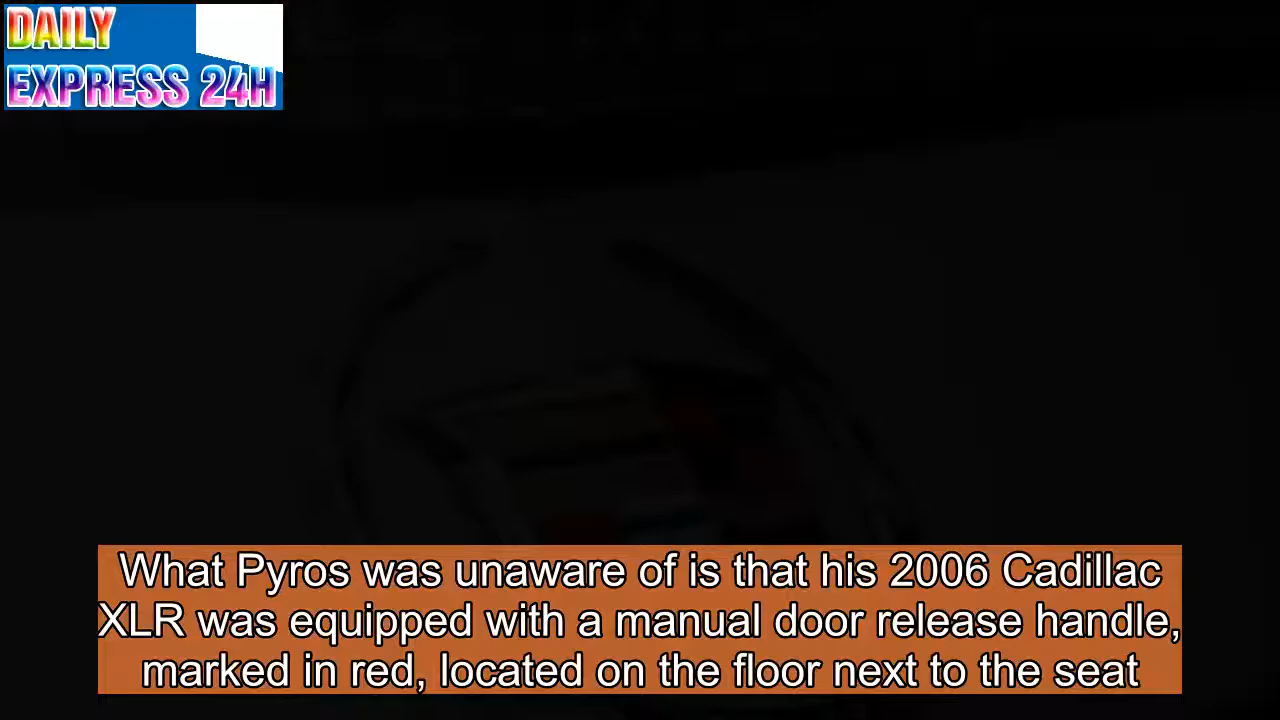 DAILY
EXPRESS 24H
What Pyros was unaware of is that his 2006 Cadillac
XLR was equipped with a manual door release handle,
marked in red, located on the floor next to the seat